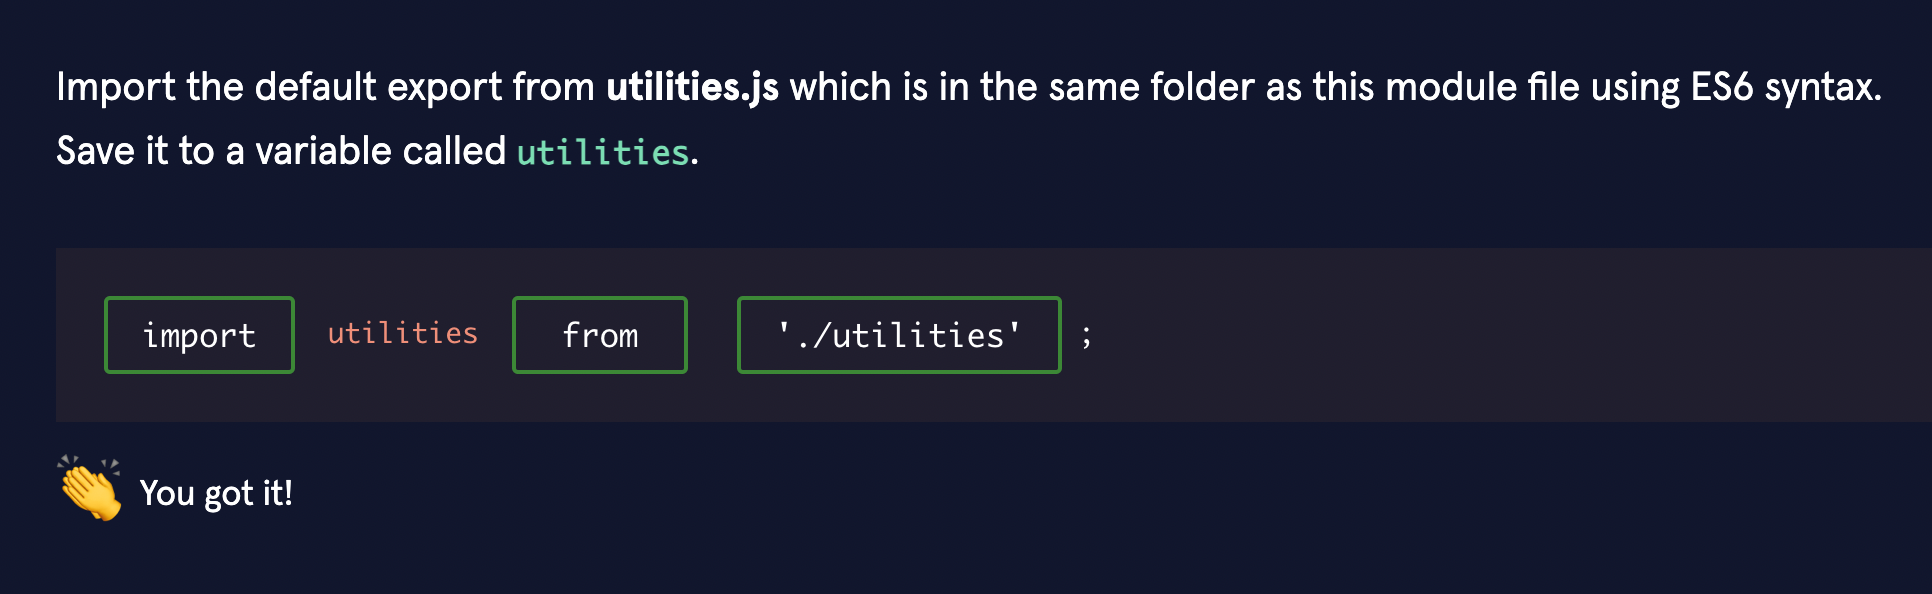 Import the default export from utilities.js which is in the same folder as this module file using ES6 syntax.
Save it to a variable called utilities.
import utilities from './utilities' ;
You got it!